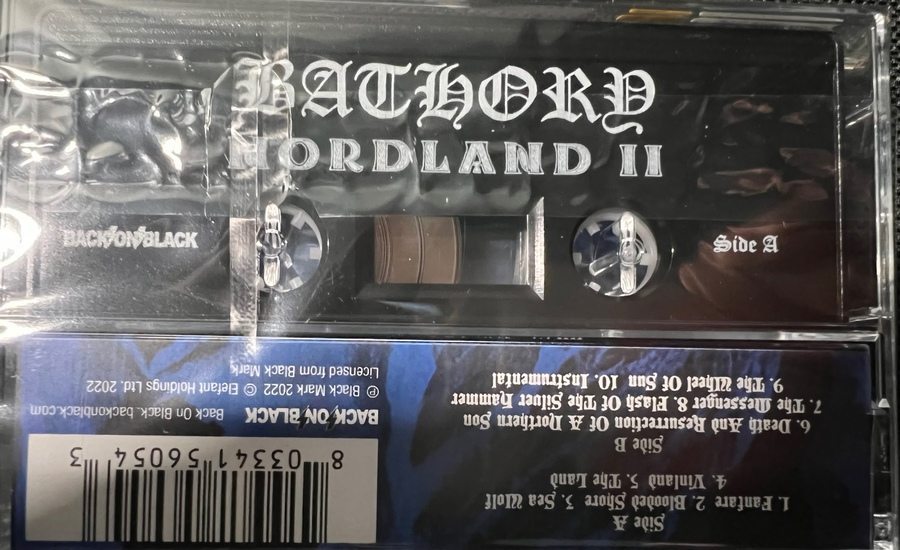 BATHORY
NORDLAND II
BACK ON BLACK
Side A
Side A
1. Fanfare 2. Blooded Shore 3. Sea Wolf
4. Vinland 5. The Land
Side B
6. Death And Resurrection Of A Northern Son
7. The Messenger 8. Flash Of The Silver Hammer
9. The Wheel Of Sun 10. Instrumental
8 03341 56054 3
Back On Black. backonblack.com
BACK ON BLACK
℗ Black Mark 2022 © Elefant Holdings Ltd. 2022
Licensed from Black Mark